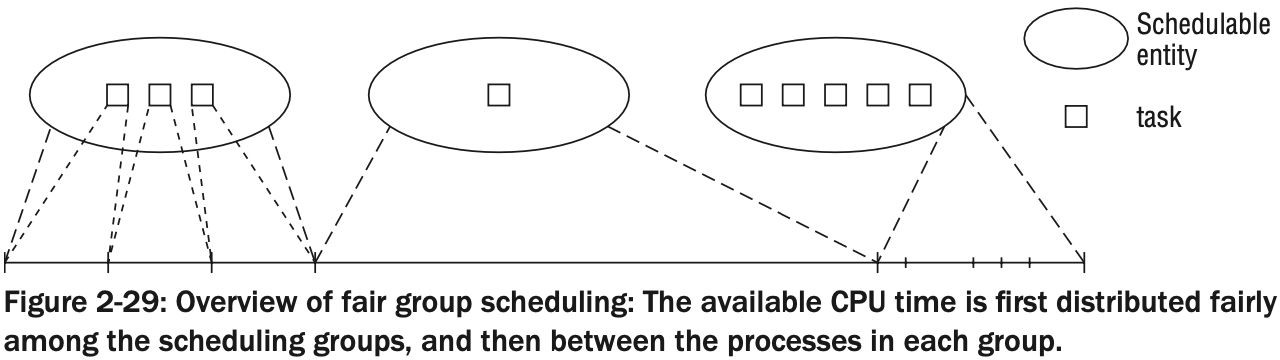 Schedulable
entity
task
Figure 2-29: Overview of fair group scheduling: The available CPU time is first distributed fairly
among the scheduling groups, and then between the processes in each group.